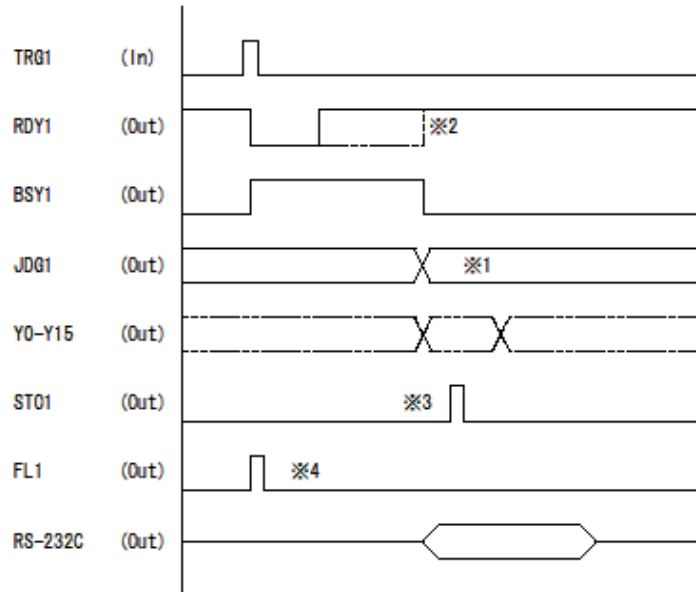 TRG1 (In)
RDY1 (Out) ※2
BSY1 (Out)
JDG1 (Out) ※1
Y0-Y15 (Out)
STO1 (Out) ※3
FL1 (Out) ※4
RS-232C (Out)